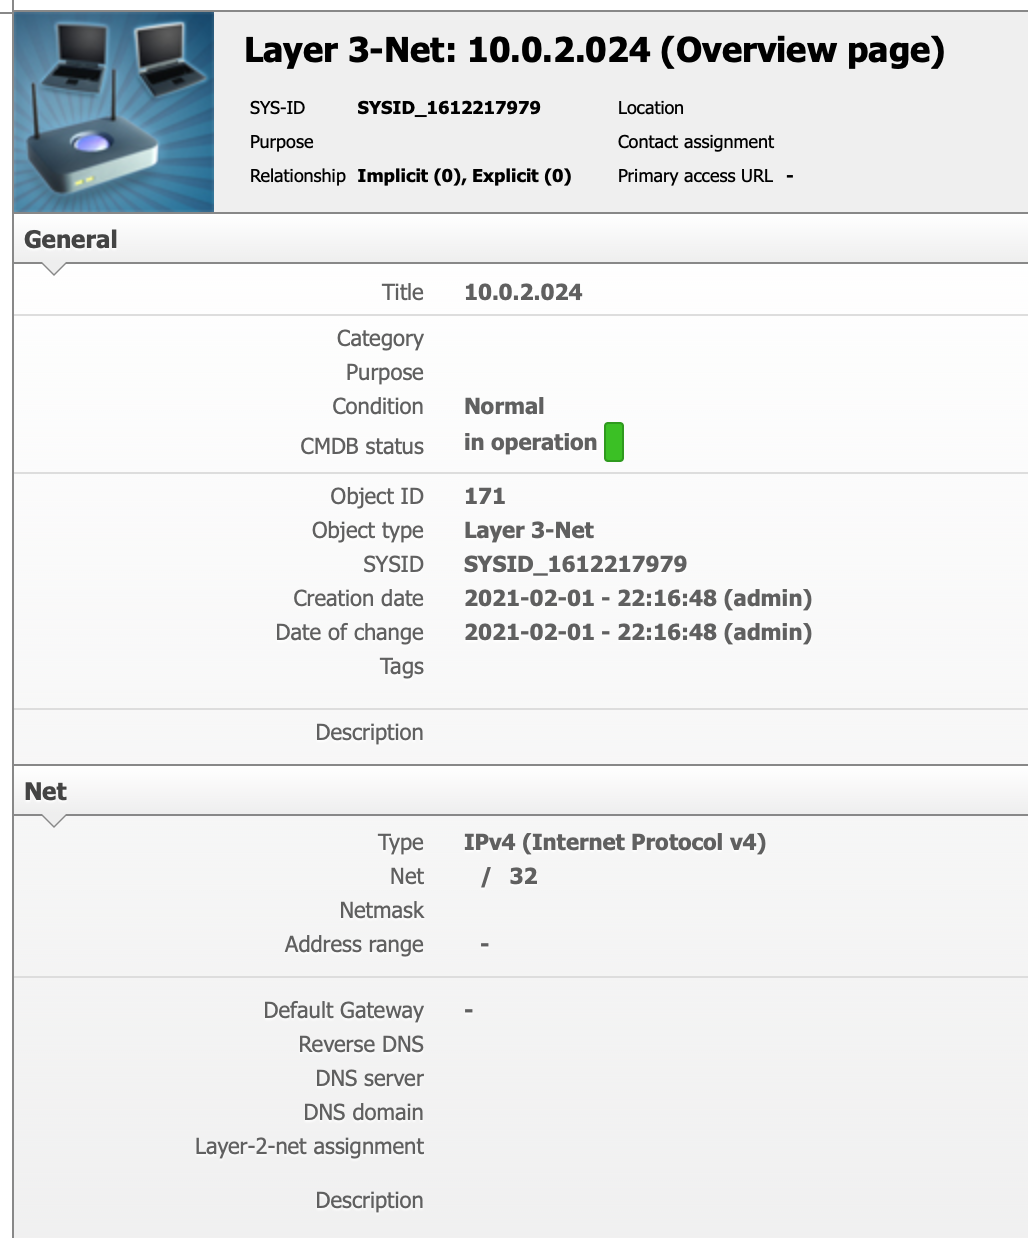 Layer 3-Net: 10.0.2.024 (Overview page)
SYS-ID SYSID_1612217979 Location
Purpose Contact assignment
Relationship Implicit (0), Explicit (0) Primary access URL -
General
Title 10.0.2.024
Category
Purpose
Condition Normal
CMDB status in operation
Object ID 171
Object type Layer 3-Net
SYSID SYSID_1612217979
Creation date 2021-02-01 - 22:16:48 (admin)
Date of change 2021-02-01 - 22:16:48 (admin)
Tags
Description
Net
Type IPv4 (Internet Protocol v4)
Net / 32
Netmask
Address range -
Default Gateway -
Reverse DNS
DNS server
DNS domain
Layer-2-net assignment
Description